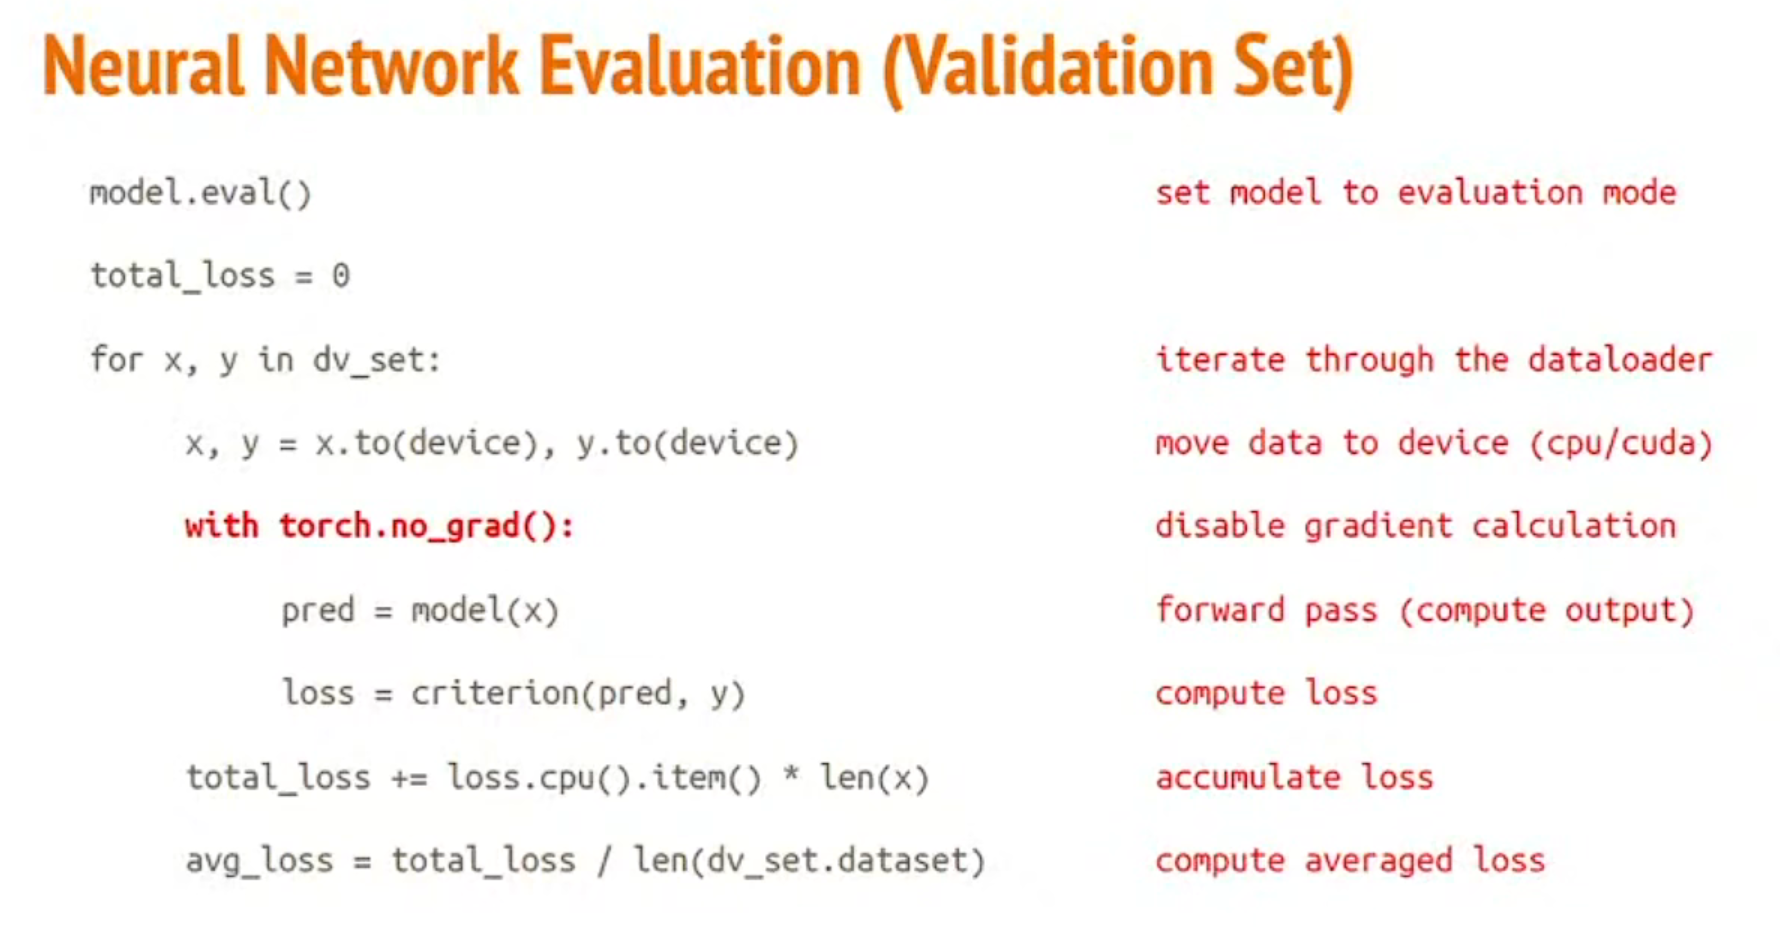 Neural Network Evaluation (Validation Set)
model.eval() set model to evaluation mode
total_loss = 0
for x, y in dv_set: iterate through the dataloader
x, y = x.to(device), y.to(device) move data to device (cpu/cuda)
with torch.no_grad(): disable gradient calculation
pred = model(x) forward pass (compute output)
loss = criterion(pred, y) compute loss
total_loss += loss.cpu().item() * len(x) accumulate loss
avg_loss = total_loss / len(dv_set.dataset) compute averaged loss